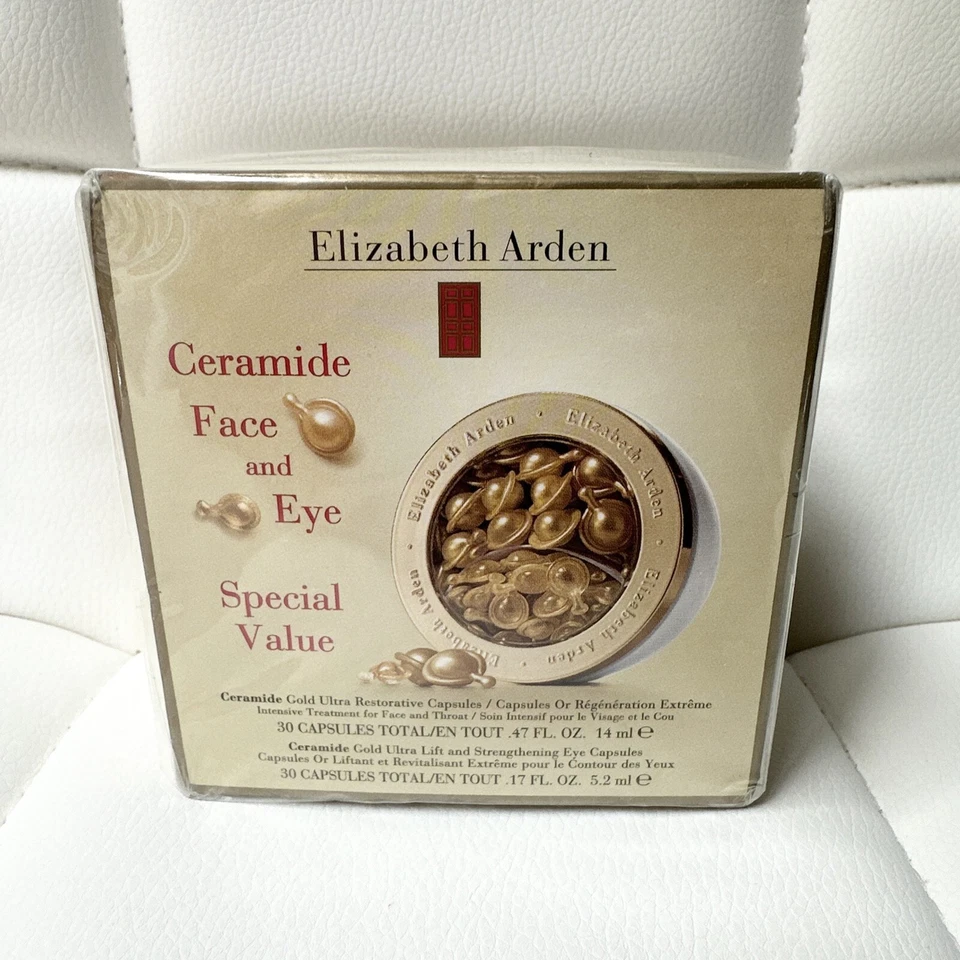 Elizabeth Arden
Ceramide
Face
and
Eye
Special
Value
Elizabeth Arden · Elizabeth Arden · Elizabeth Arden · Elizabeth Arden ·
Ceramide Gold Ultra Restorative Capsules / Capsules Or Régénération Extrême
Intensive Treatment for Face and Throat / Soin Intensif pour le Visage et le Cou
30 CAPSULES TOTAL/EN TOUT .47 FL. OZ. 14 ml ℮
Ceramide Gold Ultra Lift and Strengthening Eye Capsules
Capsules Or Liftant et Revitalisant Extrême pour le Contour des Yeux
30 CAPSULES TOTAL/EN TOUT .17 FL. OZ. 5.2 ml ℮